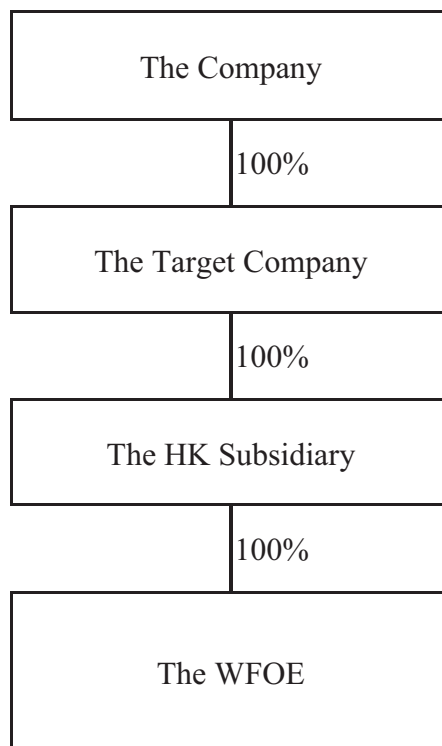 The Company
100%
The Target Company
100%
The HK Subsidiary
100%
The WFOE